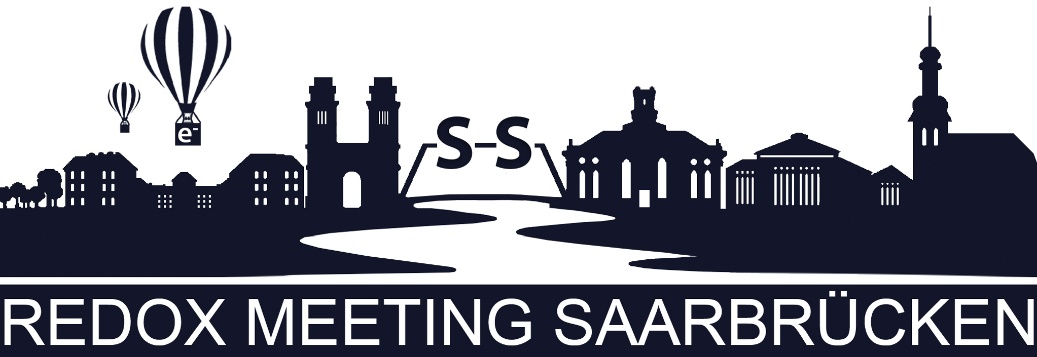 e-
S-S
REDOX MEETING SAARBRÜCKEN